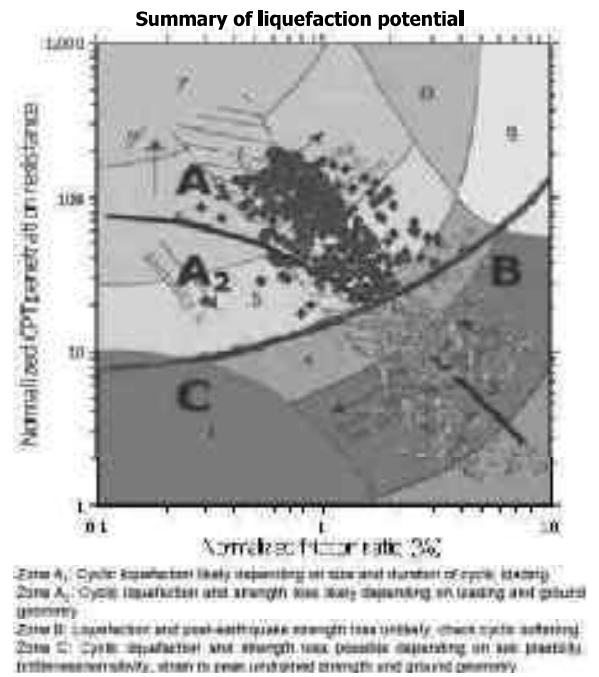 Summary of liquefaction potential
Normalized CPT penetration resistance
1,000
100
10
1
0.1
1
10
A₁
A₂
B
C
7
8
9
Normalized friction ratio (%)
Zone A₁: Cyclic liquefaction likely depending on size and duration of cyclic loading
Zone A₂: Cyclic liquefaction and strength loss likely depending on loading and ground
geometry
Zone B: Liquefaction and post-earthquake strength loss unlikely, check cyclic softening
Zone C: Cyclic liquefaction and strength loss possible depending on soil plasticity,
brittleness/sensitivity, strain to peak undrained strength and ground geometry